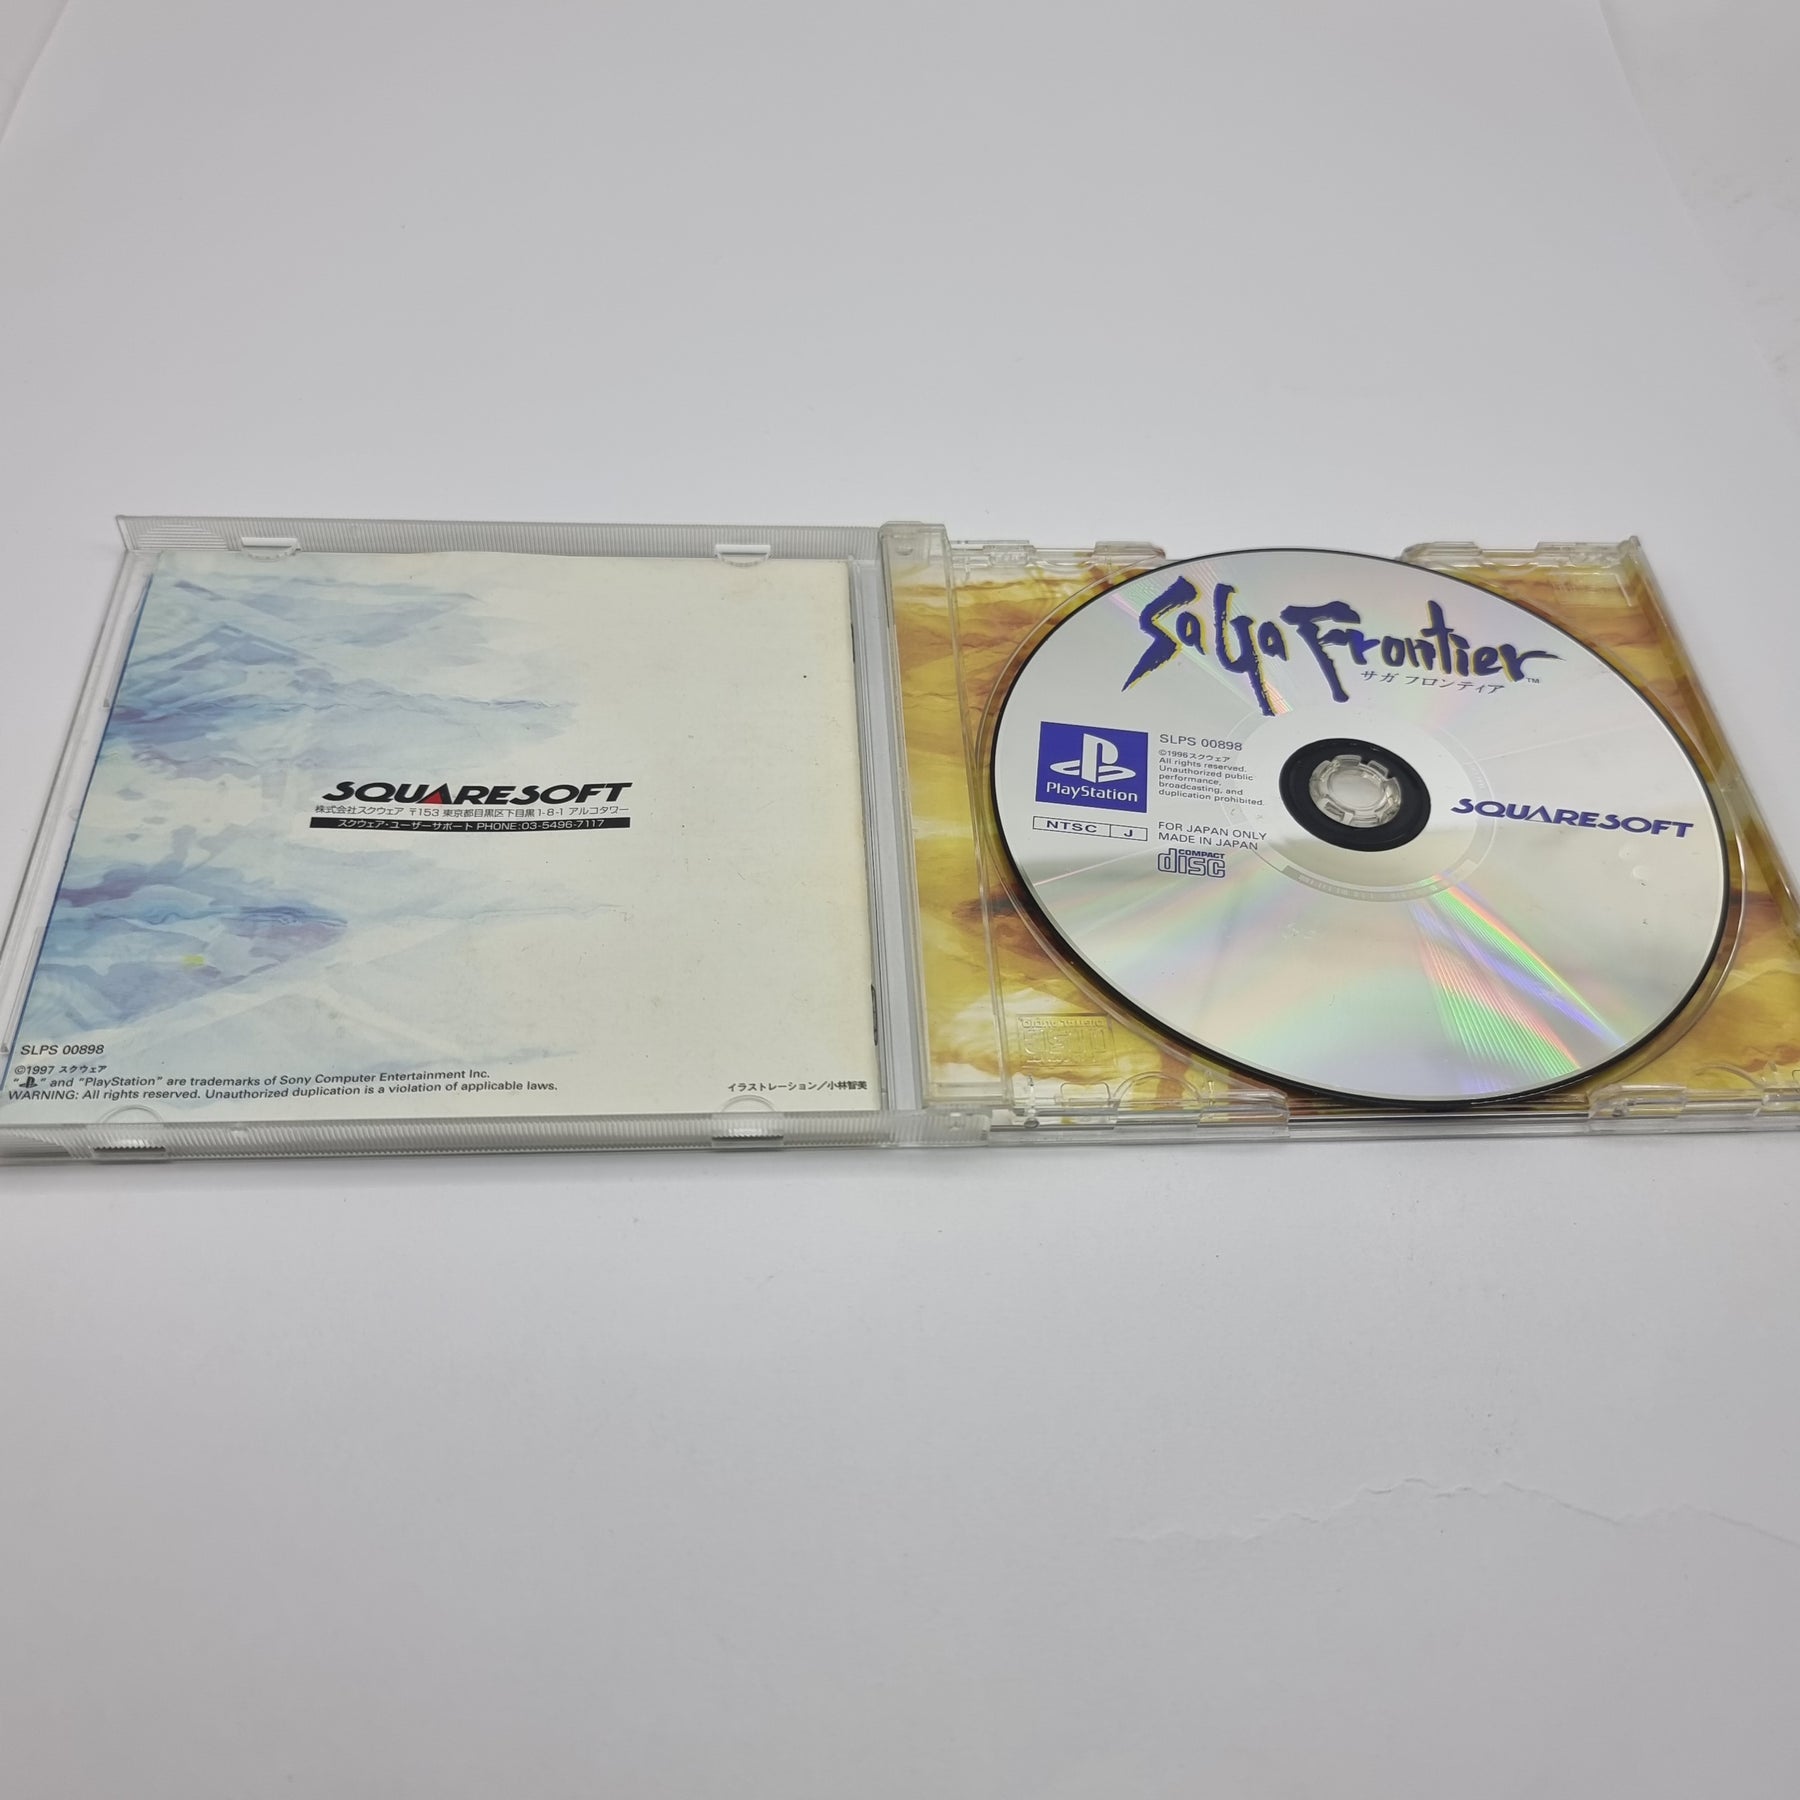 SQUARESOFT
株式会社スクウェア 〒153 東京都目黒区下目黒1-8-1 アルコタワー
スクウェア・ユーザーサポート PHONE:03-5496-7117
SLPS 00898
©1997 スクウェア
" " and "PlayStation" are trademarks of Sony Computer Entertainment Inc.
WARNING: All rights reserved. Unauthorized duplication is a violation of applicable laws.
イラストレーション/小林智美
SaGa Frontier™
サガ フロンティア
PlayStation
SLPS 00898
©1996 スクウェア
All rights reserved.
Unauthorized public
performance,
broadcasting, and
duplication prohibited.
NTSC J
FOR JAPAN ONLY
MADE IN JAPAN
COMPACT
disc
SQUARESOFT